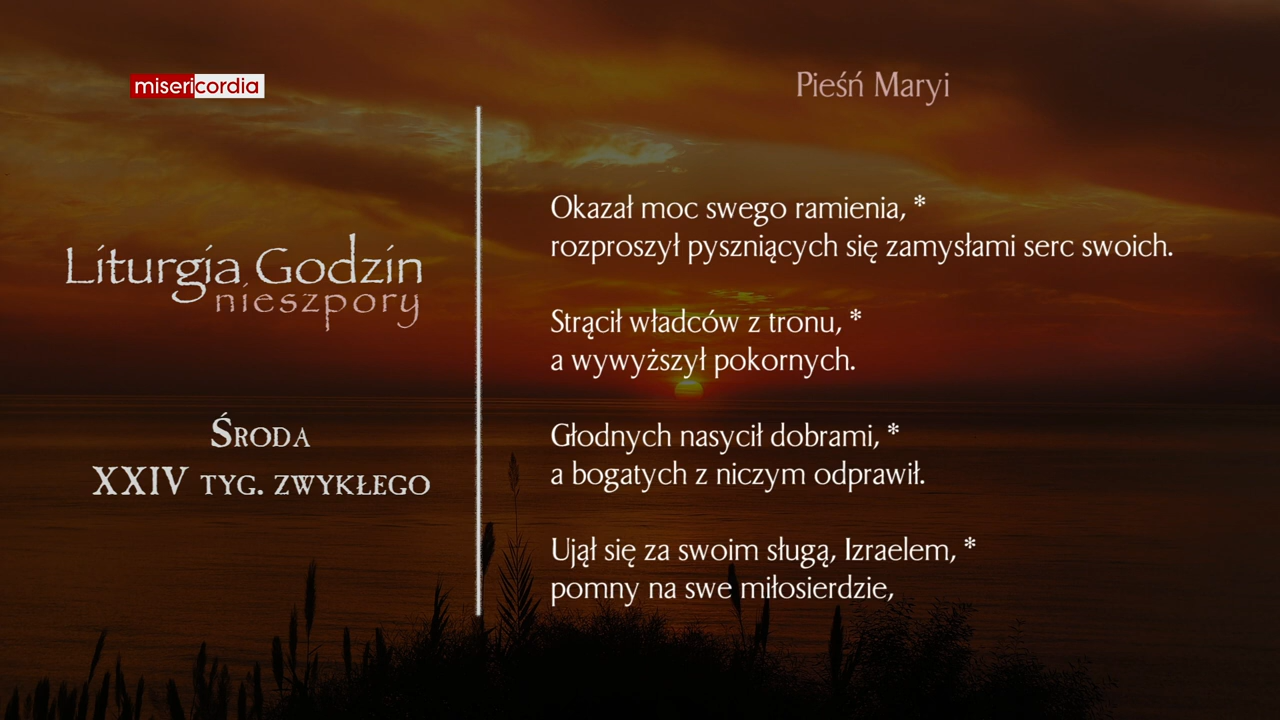 misericordia
Pieśń Maryi
Liturgia Godzin
nieszpory
Środa
XXIV tyg. zwykłego
Okazał moc swego ramienia, *
rozproszył pyszniących się zamysłami serc swoich.
Strącił władców z tronu, *
a wywyższył pokornych.
Głodnych nasycił dobrami, *
a bogatych z niczym odprawił.
Ujął się za swoim sługą, Izraelem, *
pomny na swe miłosierdzie,